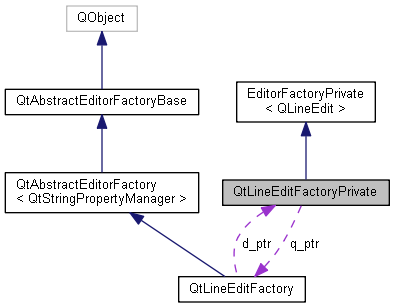 QObject
QtAbstractEditorFactoryBase
EditorFactoryPrivate
< QLineEdit >
QtAbstractEditorFactory
< QtStringPropertyManager >
QtLineEditFactoryPrivate
d_ptr
q_ptr
QtLineEditFactory